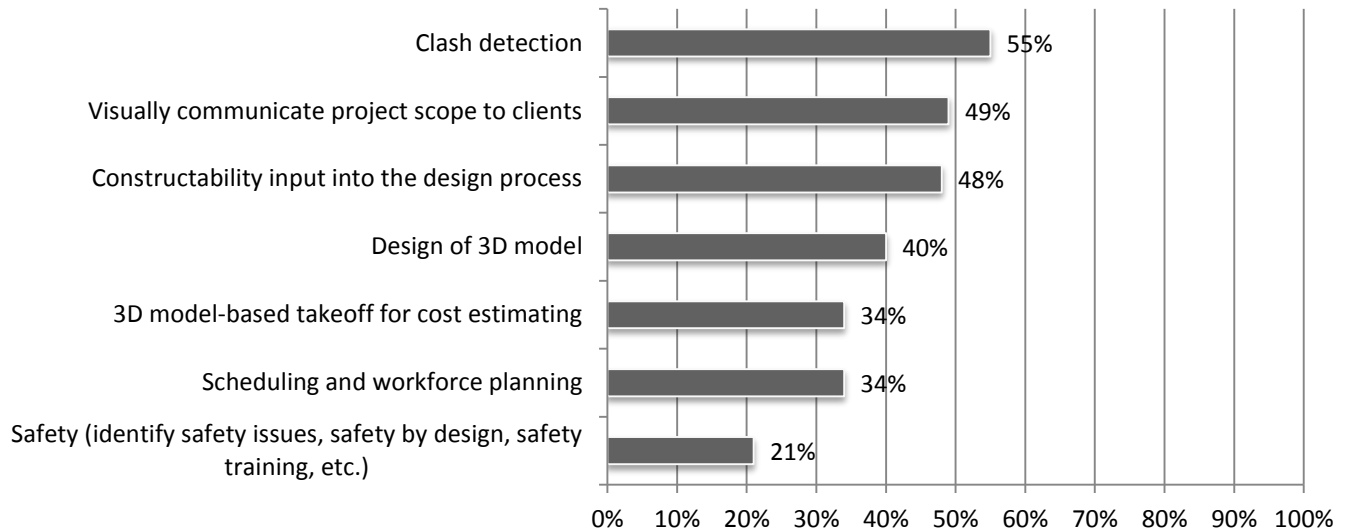 Clash detection
55%
Visually communicate project scope to clients
49%
Constructability input into the design process
48%
Design of 3D model
40%
3D model-based takeoff for cost estimating
34%
Scheduling and workforce planning
34%
Safety (identify safety issues, safety by design, safety
training, etc.)
21%
0% 10% 20% 30% 40% 50% 60% 70% 80% 90% 100%